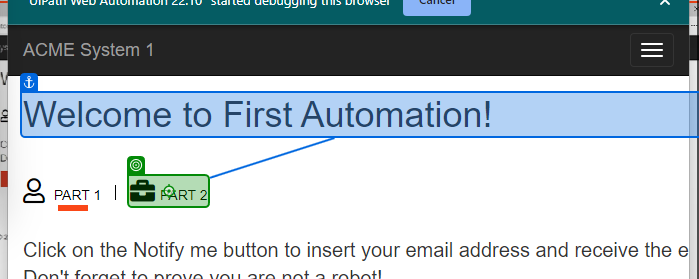 UiPath Web Automation 22.10" started debugging this browser
Cancel
ACME System 1
Welcome to First Automation!
PART 1 | PART 2
Click on the Notify me button to insert your email address and receive the e
Don't forget to prove you are not a robot!